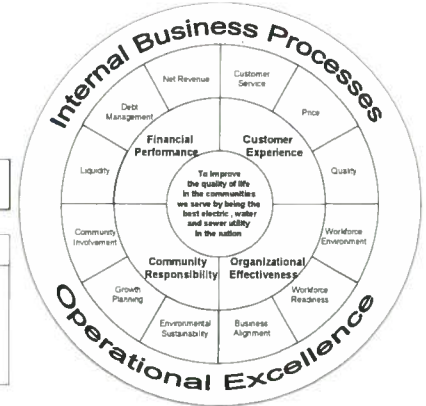 Internal Business Processes
Net Revenue
Customer
Service
Debt
Management
Price
Financial
Performance
Customer
Experience
Liquidity
Quality
To improve
the quality of life
in the communities
we serve by being the
best electric , water
and sewer utility
in the nation
Community
Involvement
Workforce
Environment
Community
Responsibility
Organizational
Effectiveness
Growth
Planning
Workforce
Readiness
Environmental
Sustainability
Business
Alignment
Operational Excellence